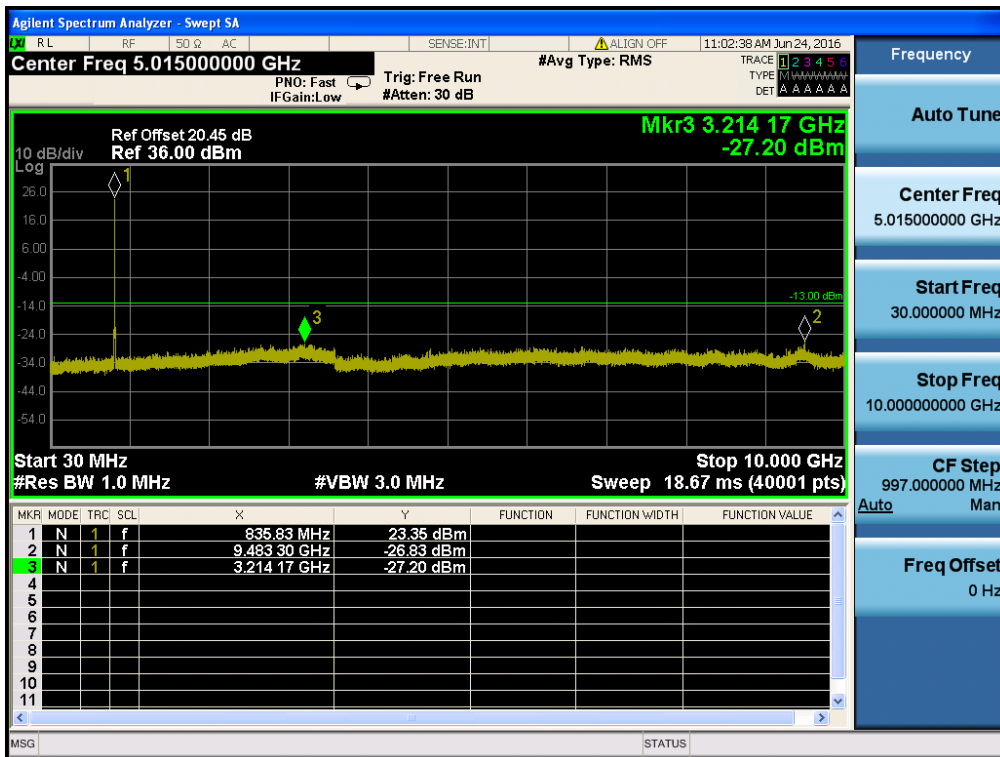 Agilent Spectrum Analyzer - Swept SA
LXI RL RF 50 Ω AC SENSE:INT ALIGN OFF 11:02:38 AM Jun 24, 2016
Center Freq 5.015000000 GHz
PNO: Fast
IFGain:Low
Trig: Free Run
#Atten: 30 dB
#Avg Type: RMS
TRACE 1 2 3 4 5 6
TYPE M W W W W W
DET A A A A A A
Mkr3 3.214 17 GHz
-27.20 dBm
Ref Offset 20.45 dB
10 dB/div Ref 36.00 dBm
Log
1
26.0
16.0
6.00
-4.00
-13.00 dBm
-14.0
3
2
-24.0
-34.0
-44.0
-54.0
Start 30 MHz Stop 10.000 GHz
#Res BW 1.0 MHz #VBW 3.0 MHz Sweep 18.67 ms (40001 pts)
MKR MODE TRC SCL X Y FUNCTION FUNCTION WIDTH FUNCTION VALUE
1 N 1 f 835.83 MHz 23.35 dBm
2 N 1 f 9.483 30 GHz -26.83 dBm
3 N 1 f 3.214 17 GHz -27.20 dBm
4
5
6
7
8
9
10
11
MSG STATUS
Frequency
Auto Tune
Center Freq
5.015000000 GHz
Start Freq
30.000000 MHz
Stop Freq
10.000000000 GHz
CF Step
997.000000 MHz
Auto Man
Freq Offset
0 Hz